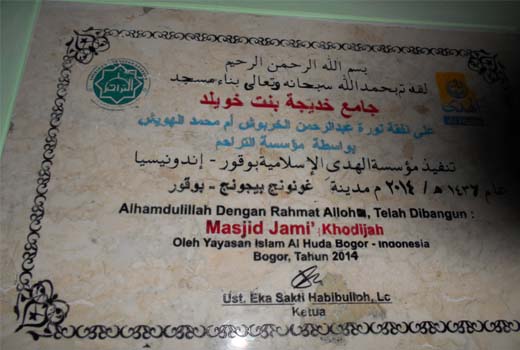 بسم الله الرحمن الرحيم
لقد تم بحمد الله سبحانه وتعالى بناء مسجد
جامع خديجة بنت خويلد
على نفقة نورة عبدالرحمن الخربوش أم محمد الهويش
بواسطة مؤسسة التراحم
تنفيذ مؤسسة الهدى الإسلامية بوقور - إندونيسيا
عام ١٤٣٦ هـ / ٢٠١٤ م مدينة غونونج بيجونج - بوقور
Alhamdulillah Dengan Rahmat Alloh, Telah Dibangun :
Masjid Jami' Khodijah
Oleh Yayasan Islam Al Huda Bogor - Indonesia
Bogor, Tahun 2014
Ust. Eka Sakti Habibulloh, Lc
Ketua